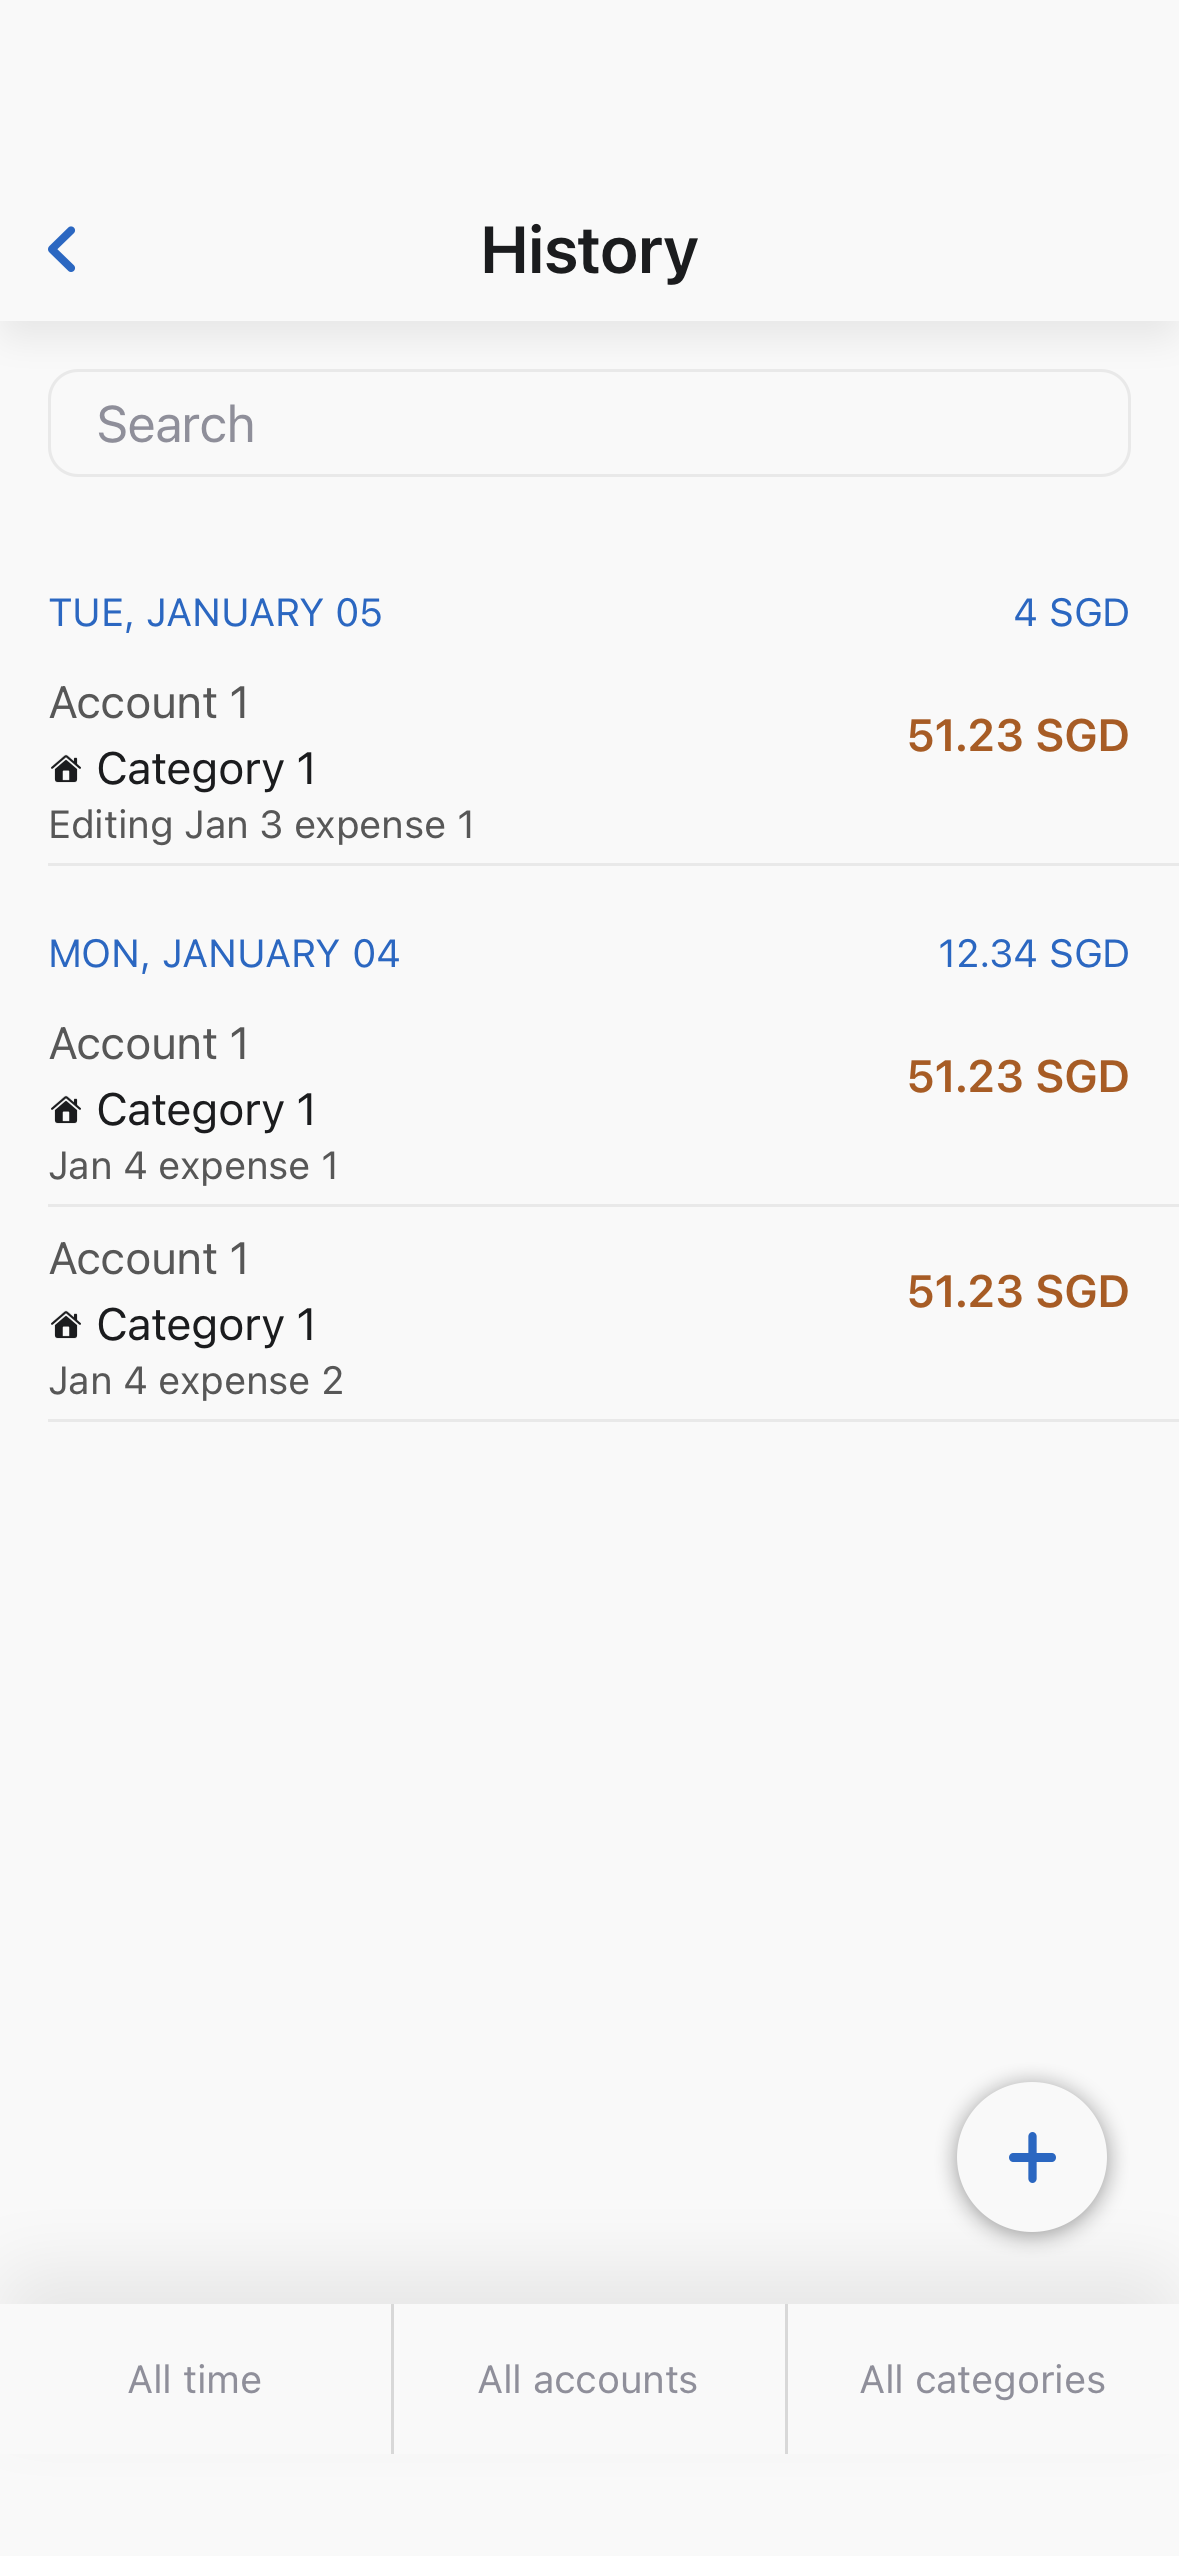 History
Search
TUE, JANUARY 05 4 SGD
Account 1
51.23 SGD
Category 1
Editing Jan 3 expense 1
MON, JANUARY 04 12.34 SGD
Account 1
51.23 SGD
Category 1
Jan 4 expense 1
Account 1
51.23 SGD
Category 1
Jan 4 expense 2
All time All accounts All categories